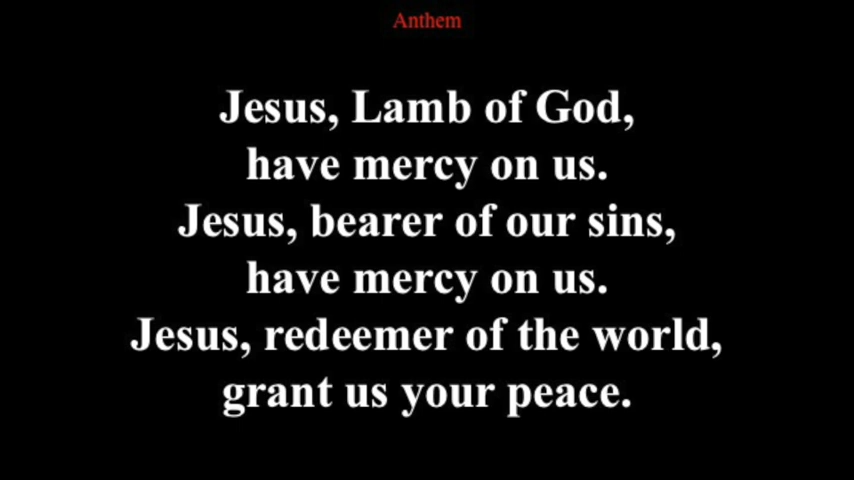 Anthem
Jesus, Lamb of God,
have mercy on us.
Jesus, bearer of our sins,
have mercy on us.
Jesus, redeemer of the world,
grant us your peace.